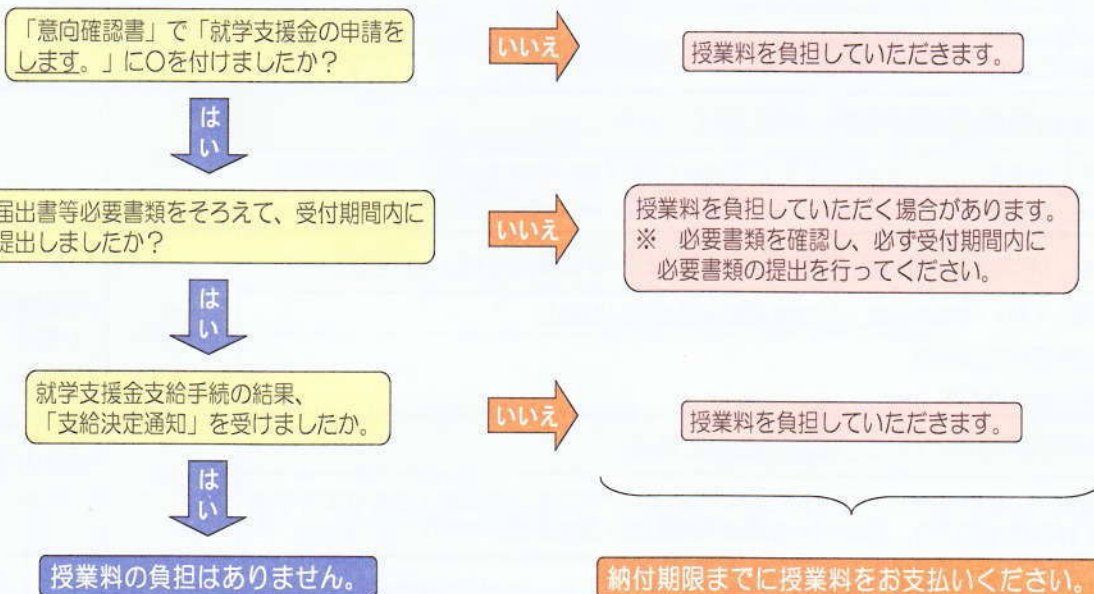 「意向確認書」で「就学支援金の申請を
します。」に〇を付けましたか？
いいえ
授業料を負担していただきます。
はい
届出書等必要書類をそろえて、受付期間内に
提出しましたか？
いいえ
授業料を負担していただく場合があります。
※　必要書類を確認し、必ず受付期間内に
必要書類の提出を行ってください。
はい
就学支援金支給手続の結果、
「支給決定通知」を受けましたか。
いいえ
授業料を負担していただきます。
はい
授業料の負担はありません。
納付期限までに授業料をお支払いください。